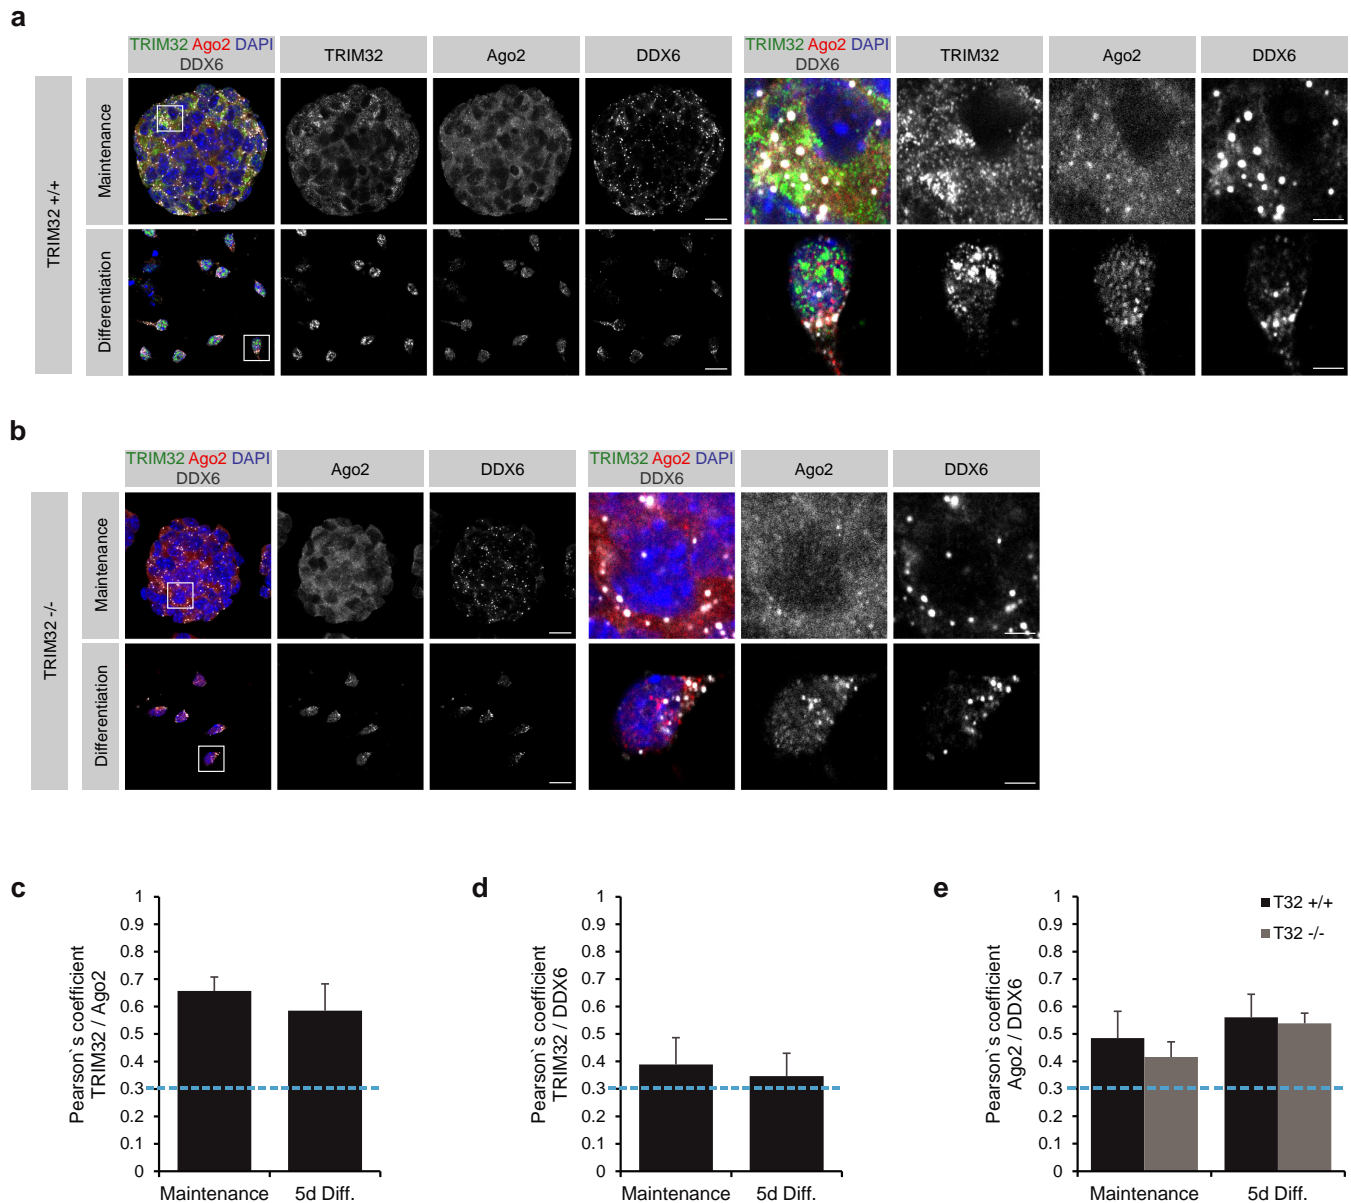 a
TRIM32 Ago2 DAPI
DDX6
TRIM32
Ago2
DDX6
TRIM32 Ago2 DAPI
DDX6
TRIM32
Ago2
DDX6
TRIM32 +/+
Maintenance
Differentiation
b
TRIM32 Ago2 DAPI
DDX6
Ago2
DDX6
TRIM32 Ago2 DAPI
DDX6
Ago2
DDX6
TRIM32 -/-
Maintenance
Differentiation
c
Pearson`s coefficient
TRIM32 / Ago2
1
0.9
0.8
0.7
0.6
0.5
0.4
0.3
0.2
0.1
0
Maintenance
5d Diff.
d
Pearson`s coefficient
TRIM32 / DDX6
1
0.9
0.8
0.7
0.6
0.5
0.4
0.3
0.2
0.1
0
Maintenance
5d Diff.
e
Pearson`s coefficient
Ago2 / DDX6
1
0.9
0.8
0.7
0.6
0.5
0.4
0.3
0.2
0.1
0
T32 +/+
T32 -/-
Maintenance
5d Diff.